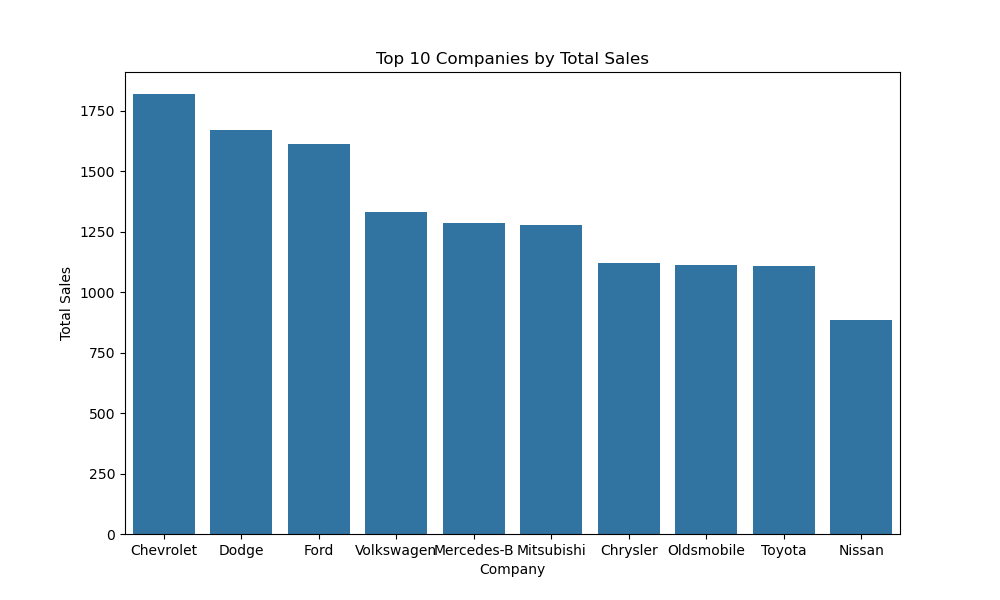 Top 10 Companies by Total Sales
Total Sales
1750
1500
1250
1000
750
500
250
0
Chevrolet Dodge Ford Volkswagen Mercedes-B Mitsubishi Chrysler Oldsmobile Toyota Nissan
Company